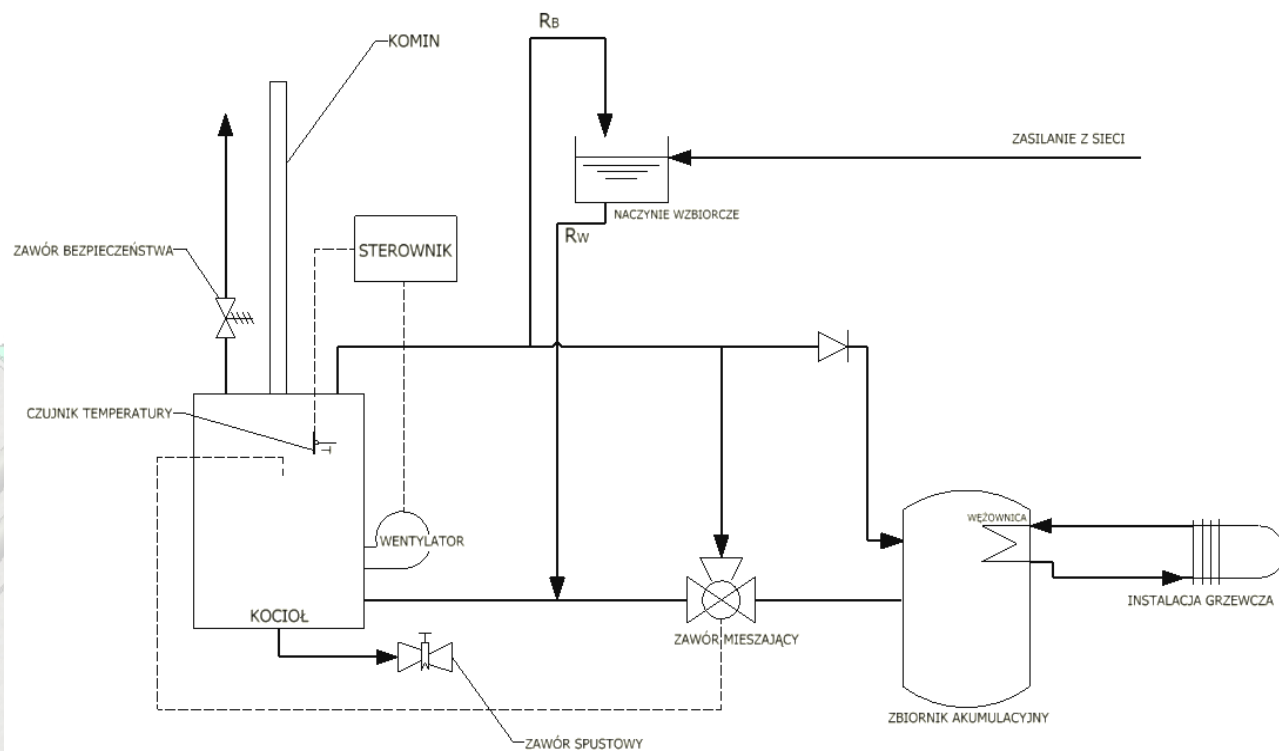 RB
KOMIN
ZASILANIE Z SIECI
NACZYNIE WZBIORCZE
RW
STEROWNIK
ZAWÓR BEZPIECZEŃSTWA
CZUJNIK TEMPERATURY
T
WENTYLATOR
WĘŻOWNICA
KOCIOŁ
INSTALACJA GRZEWCZA
ZAWÓR MIESZAJĄCY
ZBIORNIK AKUMULACYJNY
ZAWÓR SPUSTOWY